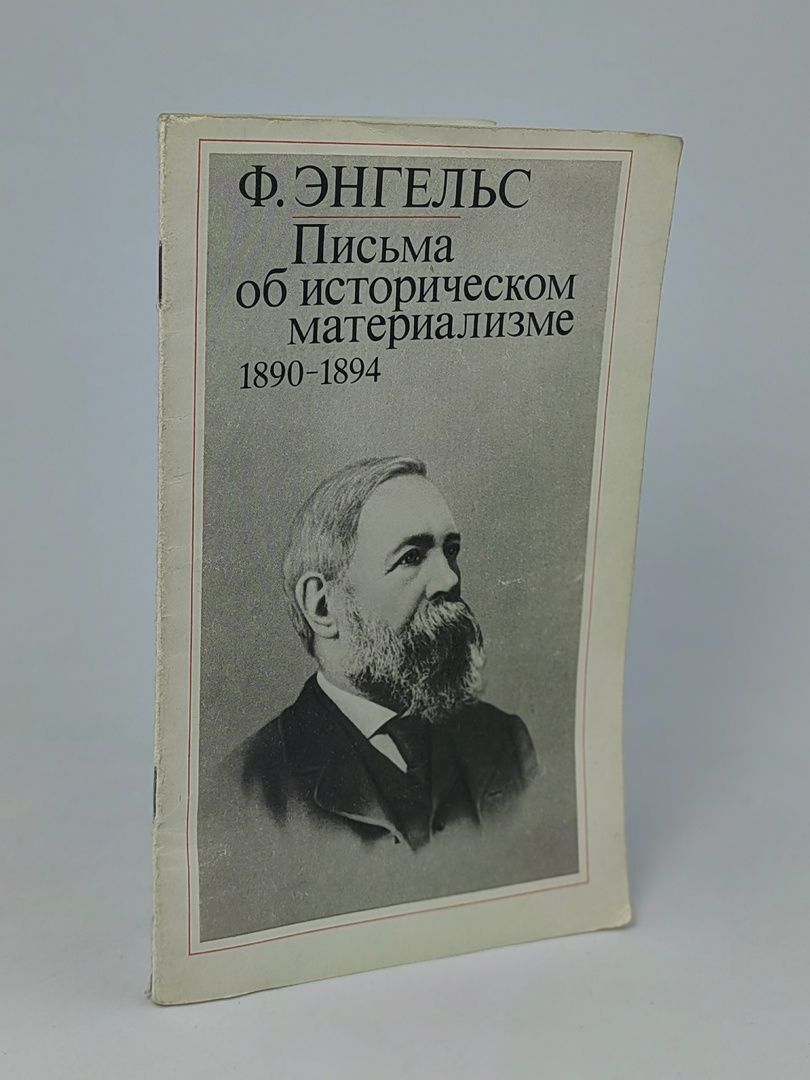 Ф. ЭНГЕЛЬС
Письма
об историческом
материализме
1890-1894